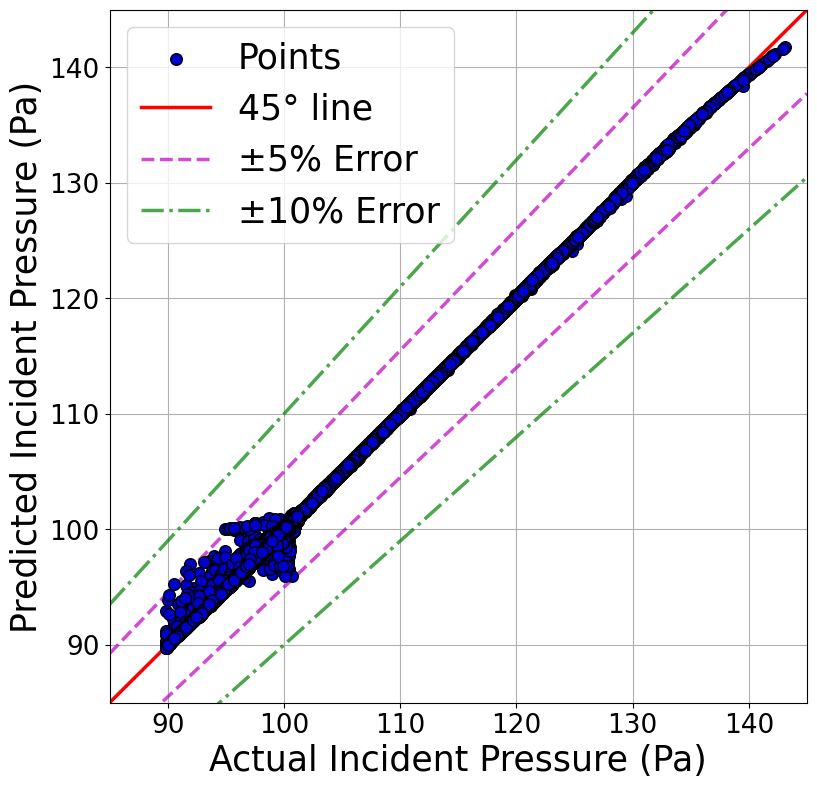 Points
45° line
±5% Error
±10% Error
Predicted Incident Pressure (Pa)
140
130
120
110
100
90
90 100 110 120 130 140
Actual Incident Pressure (Pa)